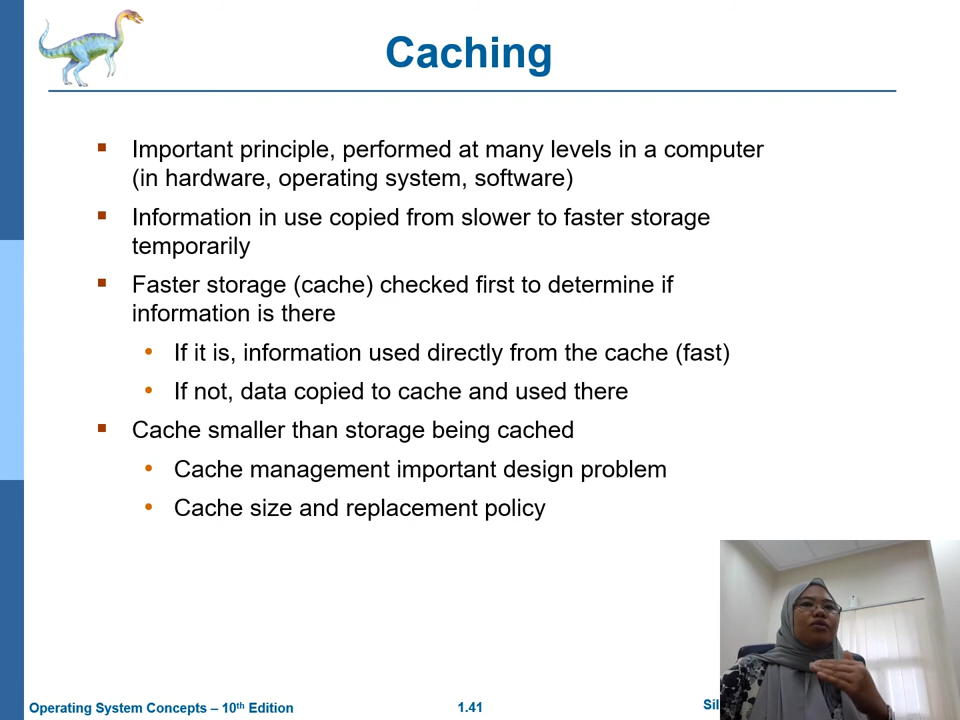 Caching
Important principle, performed at many levels in a computer
(in hardware, operating system, software)
Information in use copied from slower to faster storage
temporarily
Faster storage (cache) checked first to determine if
information is there
If it is, information used directly from the cache (fast)
If not, data copied to cache and used there
Cache smaller than storage being cached
Cache management important design problem
Cache size and replacement policy
Operating System Concepts – 10th Edition
1.41
Sil